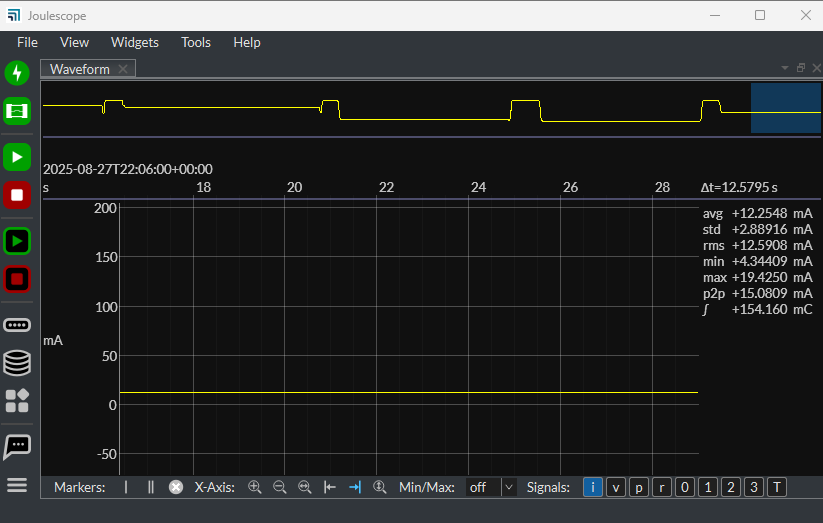 Joulescope
File View Widgets Tools Help
Waveform
2025-08-27T22:06:00+00:00
s 18 20 22 24 26 28 Δt=12.5795 s
200
150
100
mA
50
0
-50
avg +12.2548 mA
std +2.88916 mA
rms +12.5908 mA
min +4.34409 mA
max +19.4250 mA
p2p +15.0809 mA
∫ +154.160 mC
Markers: X-Axis: Min/Max: off Signals: i v p r 0 1 2 3 T